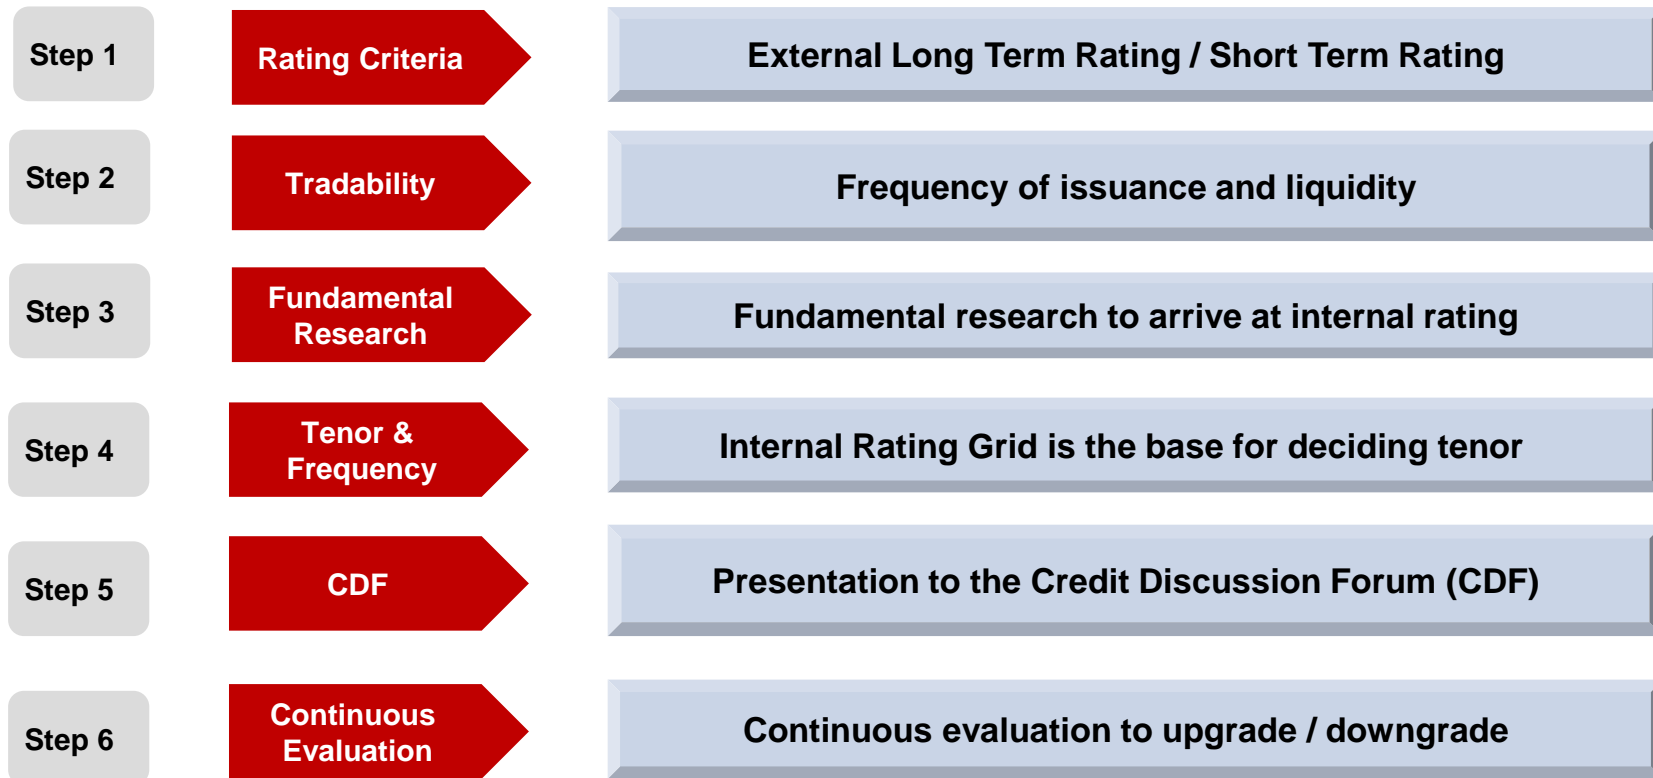 Step 1
Rating Criteria
External Long Term Rating / Short Term Rating
Step 2
Tradability
Frequency of issuance and liquidity
Step 3
Fundamental
Research
Fundamental research to arrive at internal rating
Step 4
Tenor &
Frequency
Internal Rating Grid is the base for deciding tenor
Step 5
CDF
Presentation to the Credit Discussion Forum (CDF)
Step 6
Continuous
Evaluation
Continuous evaluation to upgrade / downgrade